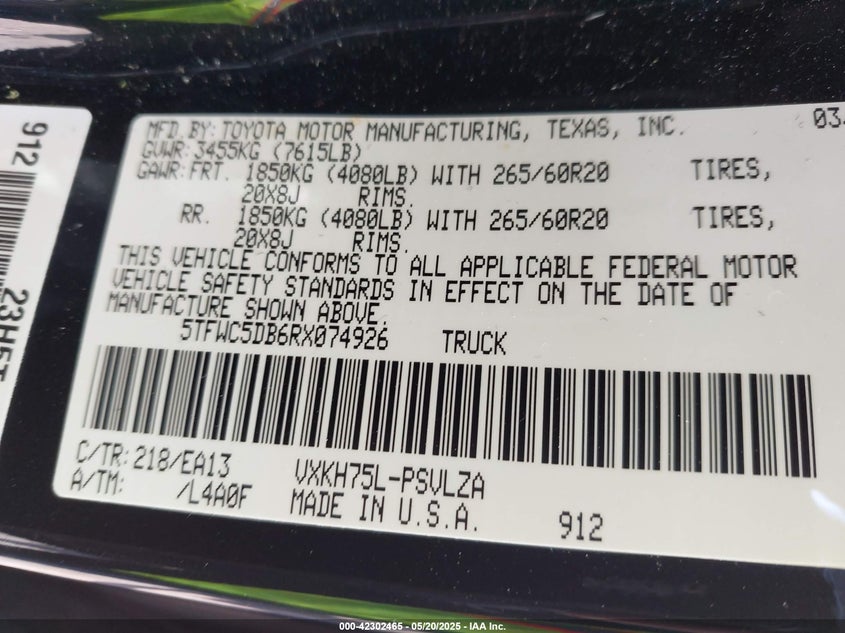 MFD. BY: TOYOTA MOTOR MANUFACTURING, TEXAS, INC. 03
GVWR: 3455KG (7615LB)
GAWR: FRT. 1850KG (4080LB) WITH 265/60R20 TIRES,
20X8J RIMS.
RR. 1850KG (4080LB) WITH 265/60R20 TIRES,
20X8J RIMS.
THIS VEHICLE CONFORMS TO ALL APPLICABLE FEDERAL MOTOR
VEHICLE SAFETY STANDARDS IN EFFECT ON THE DATE OF
MANUFACTURE SHOWN ABOVE.
5TFWC5DB6RX074926 TRUCK
C/TR: 218/EA13 VXKH75L-PSVLZA
A/TM: /L4A0F MADE IN U.S.A. 912
912
000-42302465 - 05/20/2025 - IAA Inc.